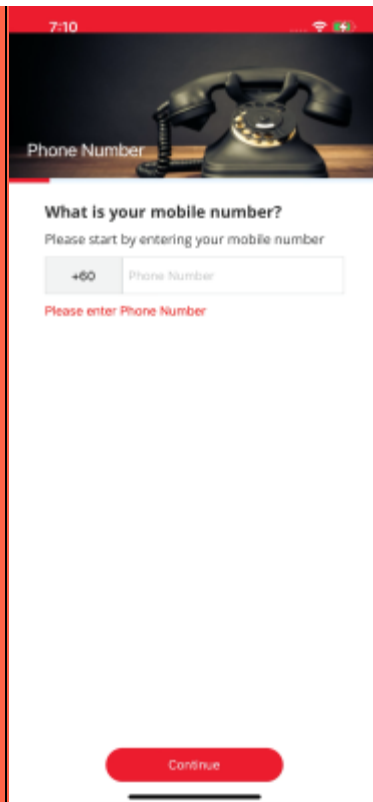 7:10
Phone Number
What is your mobile number?
Please start by entering your mobile number
+60 Phone Number
Please enter Phone Number
Continue